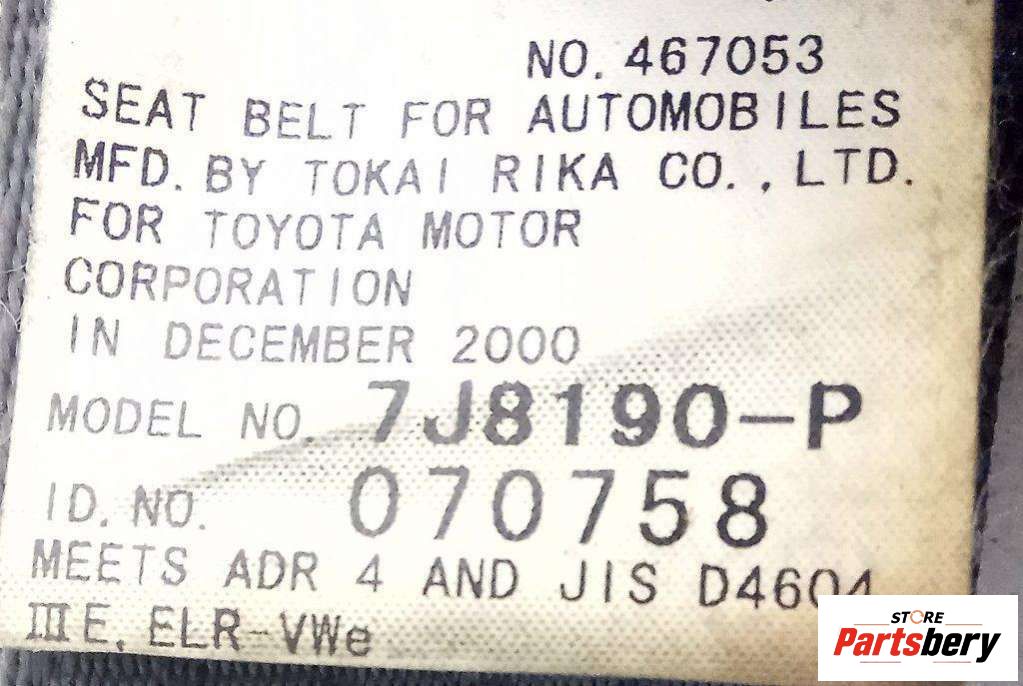 NO. 467053
SEAT BELT FOR AUTOMOBILES
MFD. BY TOKAI RIKA CO., LTD.
FOR TOYOTA MOTOR
CORPORATION
IN DECEMBER 2000
MODEL NO. 7J8190-P
ID. NO. 070758
MEETS ADR 4 AND JIS D4604
III E. ELR-VWe
STORE
Partsbery